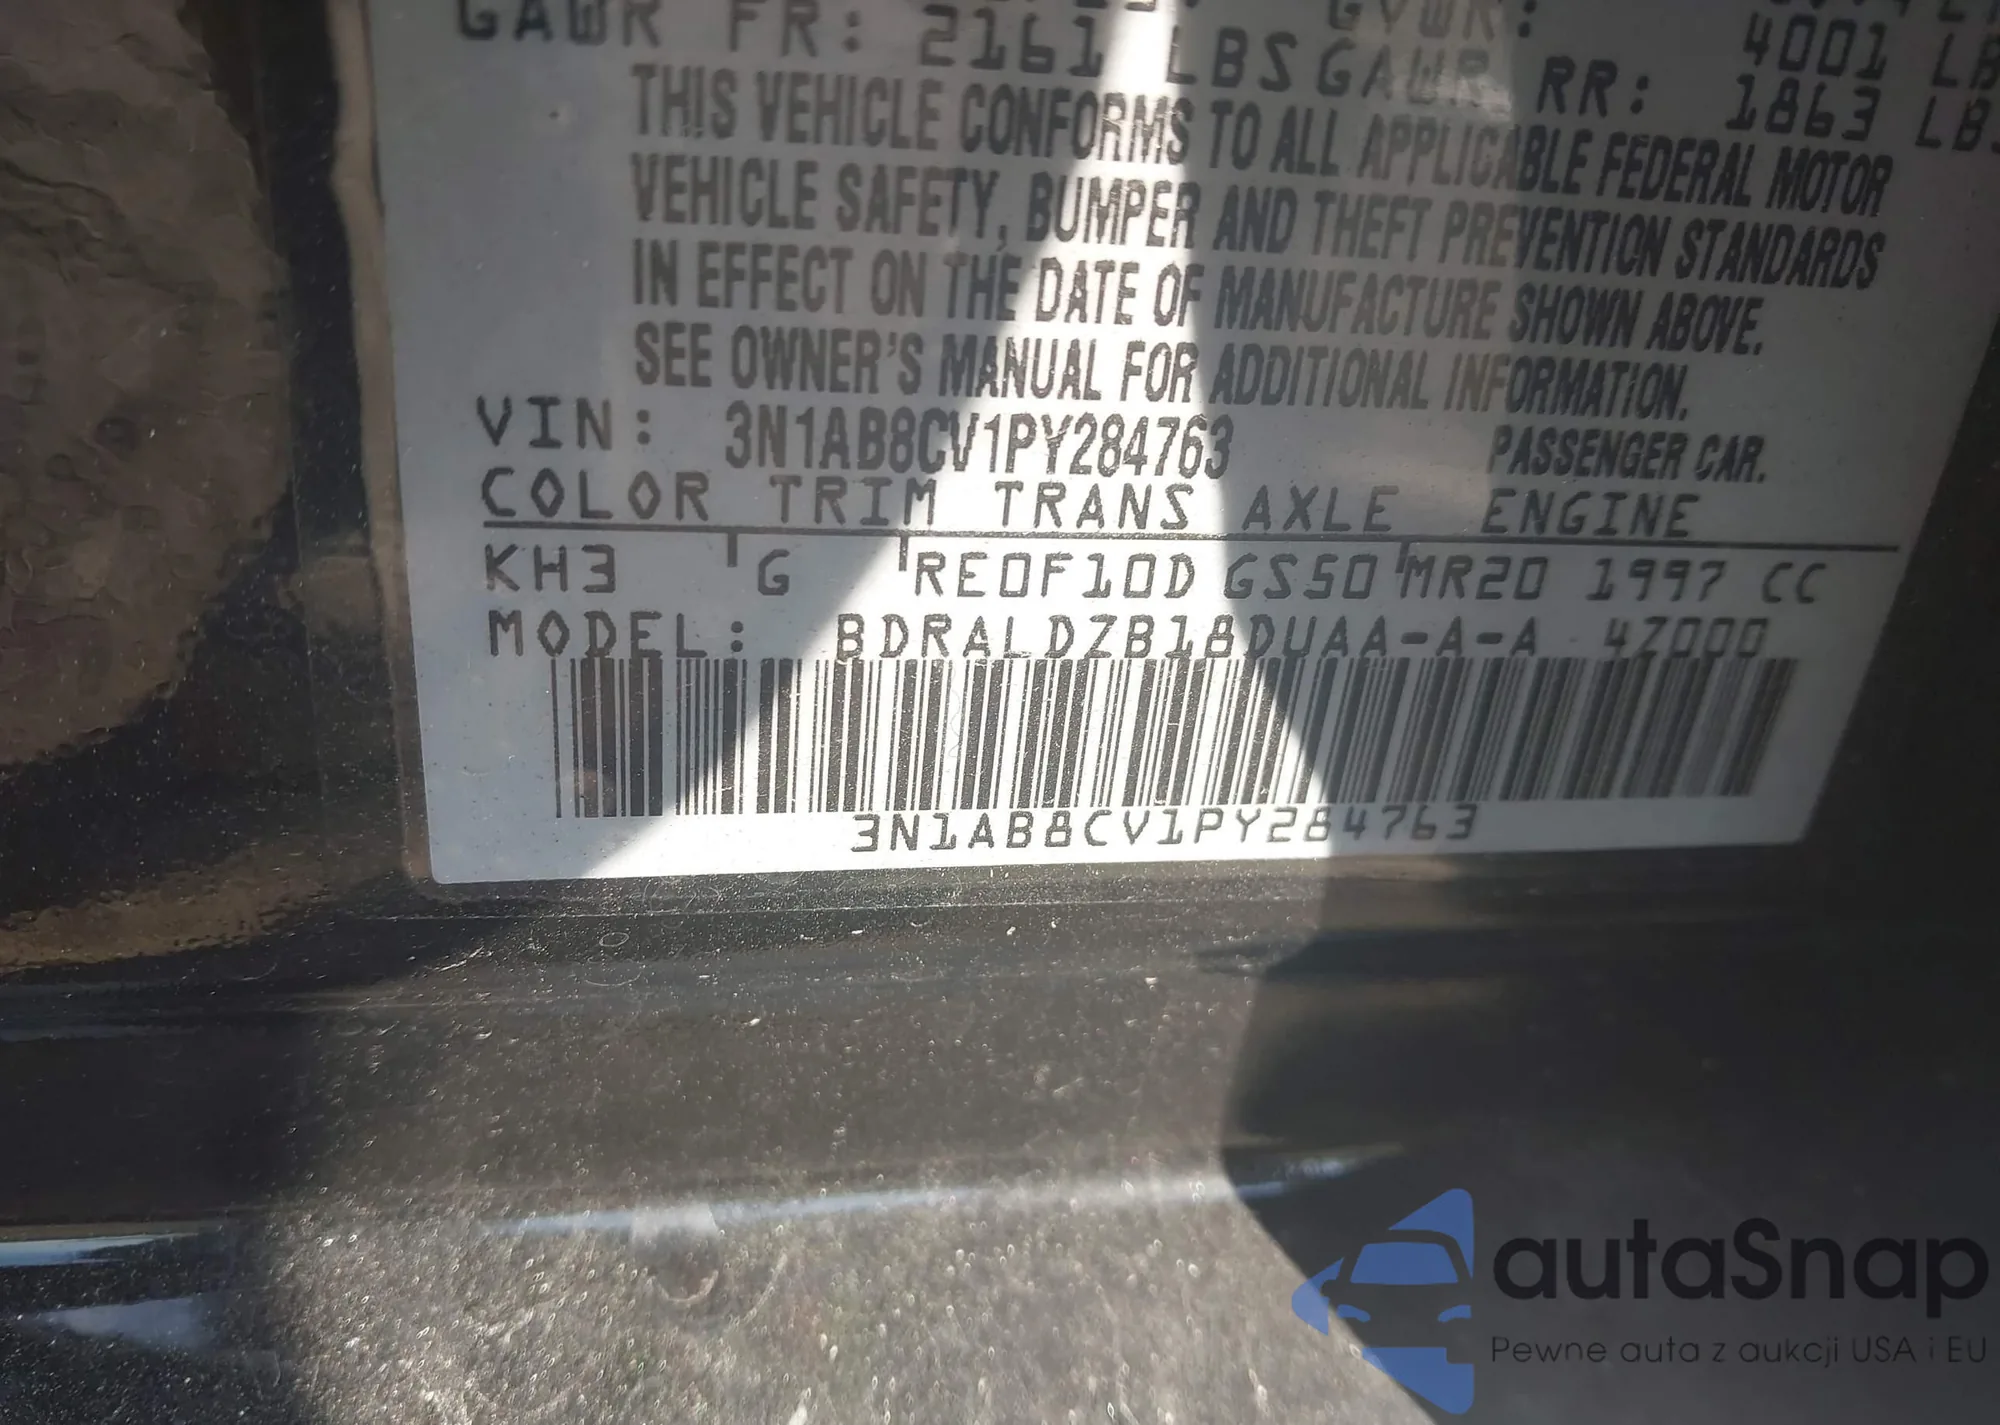 GVWR: 4001 LB
GAWR FR: 2161 LBS GAWR RR: 1863 LBS
THIS VEHICLE CONFORMS TO ALL APPLICABLE FEDERAL MOTOR
VEHICLE SAFETY, BUMPER AND THEFT PREVENTION STANDARDS
IN EFFECT ON THE DATE OF MANUFACTURE SHOWN ABOVE.
SEE OWNER'S MANUAL FOR ADDITIONAL INFORMATION.
VIN: 3N1AB8CV1PY284763 PASSENGER CAR.
COLOR TRIM TRANS AXLE ENGINE
KH3 G RE0F10D GS50 MR20 1997 CC
MODEL: BDRALDZB18DUAA-A-A 4Z000
3N1AB8CV1PY284763
autaSnap
Pewne auta z aukcji USA i EU